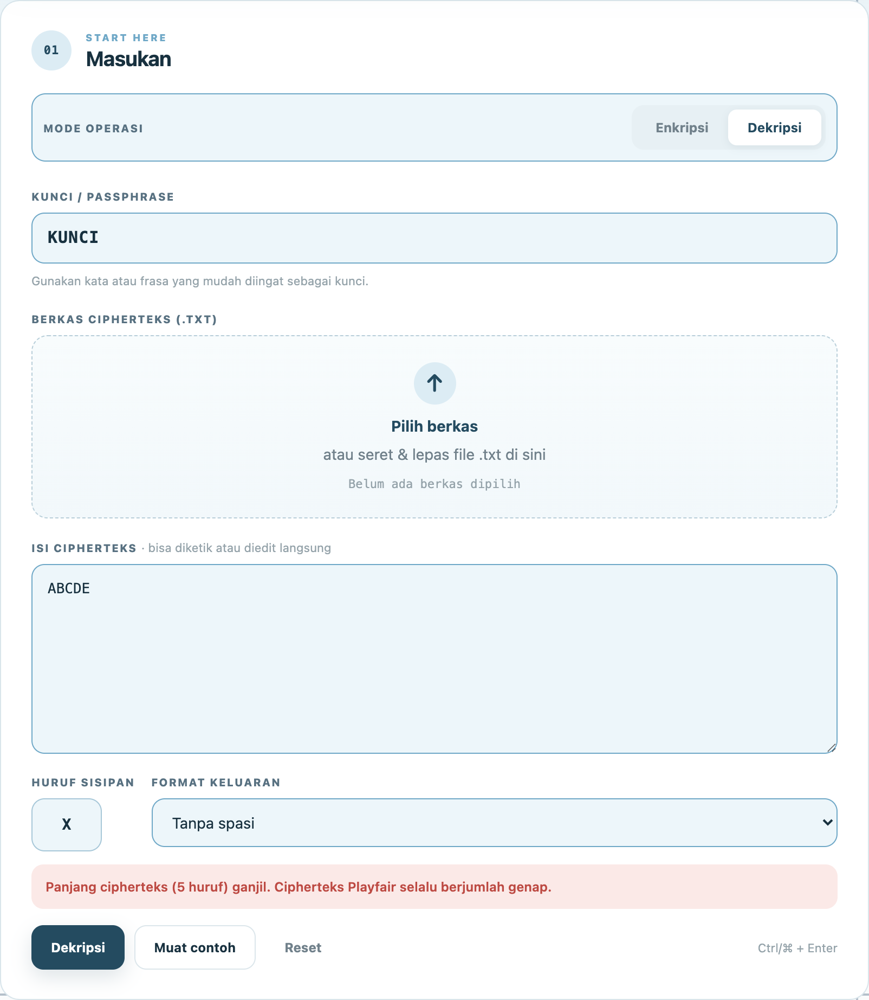 01
START HERE
Masukan
MODE OPERASI
Enkripsi
Dekripsi
KUNCI / PASSPHRASE
KUNCI
Gunakan kata atau frasa yang mudah diingat sebagai kunci.
BERKAS CIPHERTEKS (.TXT)
Pilih berkas
atau seret & lepas file .txt di sini
Belum ada berkas dipilih
ISI CIPHERTEKS · bisa diketik atau diedit langsung
ABCDE
HURUF SISIPAN
FORMAT KELUARAN
X
Tanpa spasi
Panjang cipherteks (5 huruf) ganjil. Cipherteks Playfair selalu berjumlah genap.
Dekripsi
Muat contoh
Reset
Ctrl/⌘ + Enter